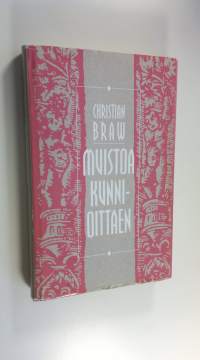 CHRISTIAN
BRAW
MUISTOA
KUNNI-
OITTAEN